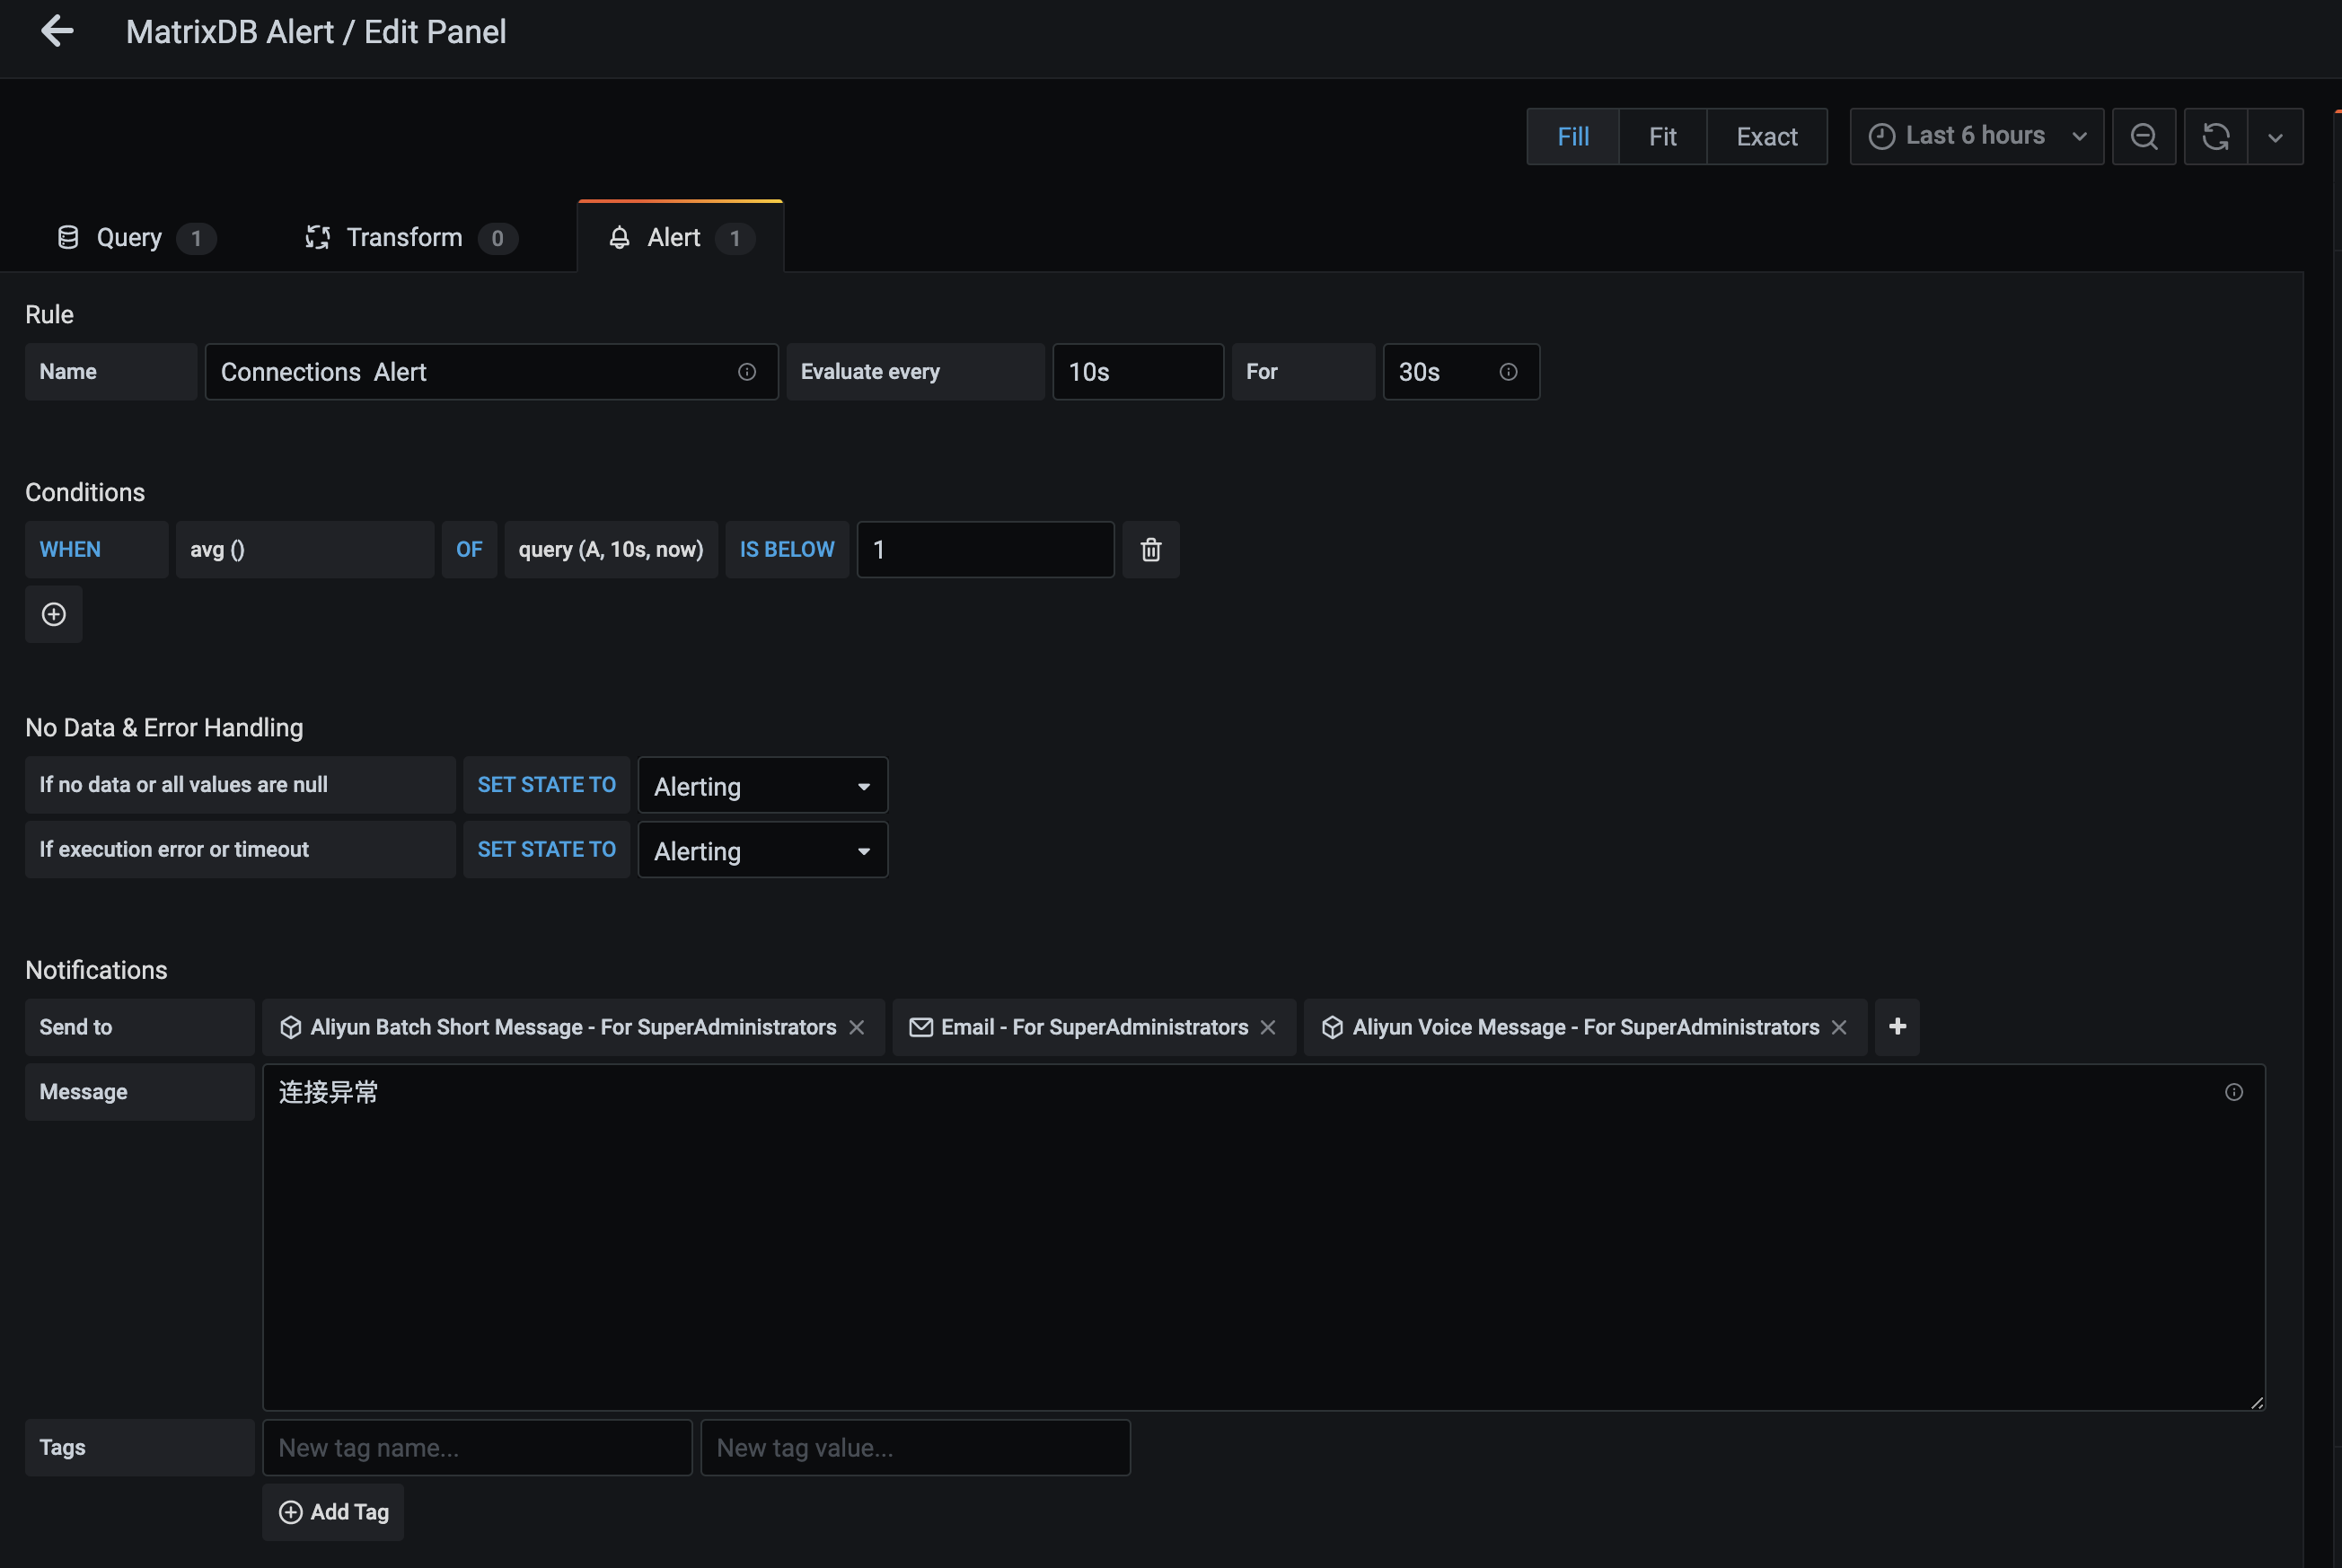 MatrixDB Alert / Edit Panel
Fill Fit Exact Last 6 hours
Query 1 Transform 0 Alert 1
Rule
Name Connections Alert Evaluate every 10s For 30s
Conditions
WHEN avg () OF query (A, 10s, now) IS BELOW 1
No Data & Error Handling
If no data or all values are null SET STATE TO Alerting
If execution error or timeout SET STATE TO Alerting
Notifications
Send to Aliyun Batch Short Message - For SuperAdministrators Email - For SuperAdministrators Aliyun Voice Message - For SuperAdministrators
Message 连接异常
Tags New tag name... New tag value...
Add Tag